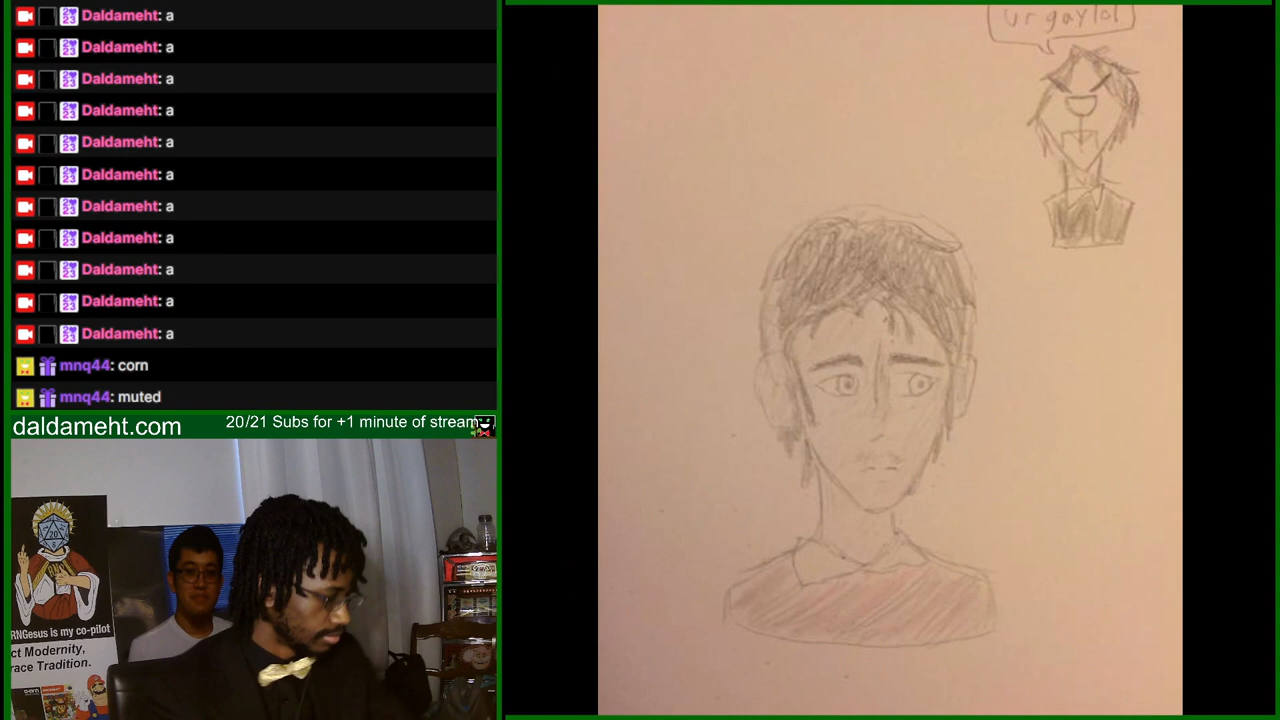 Daldameht: a
Daldameht: a
Daldameht: a
Daldameht: a
Daldameht: a
Daldameht: a
Daldameht: a
Daldameht: a
Daldameht: a
Daldameht: a
Daldameht: a
mnq44: corn
mnq44: muted
daldameht.com
20/21 Subs for +1 minute of stream
ur gay lol
20
RNGesus is my co-pilot
ct Modernity,
race Tradition.